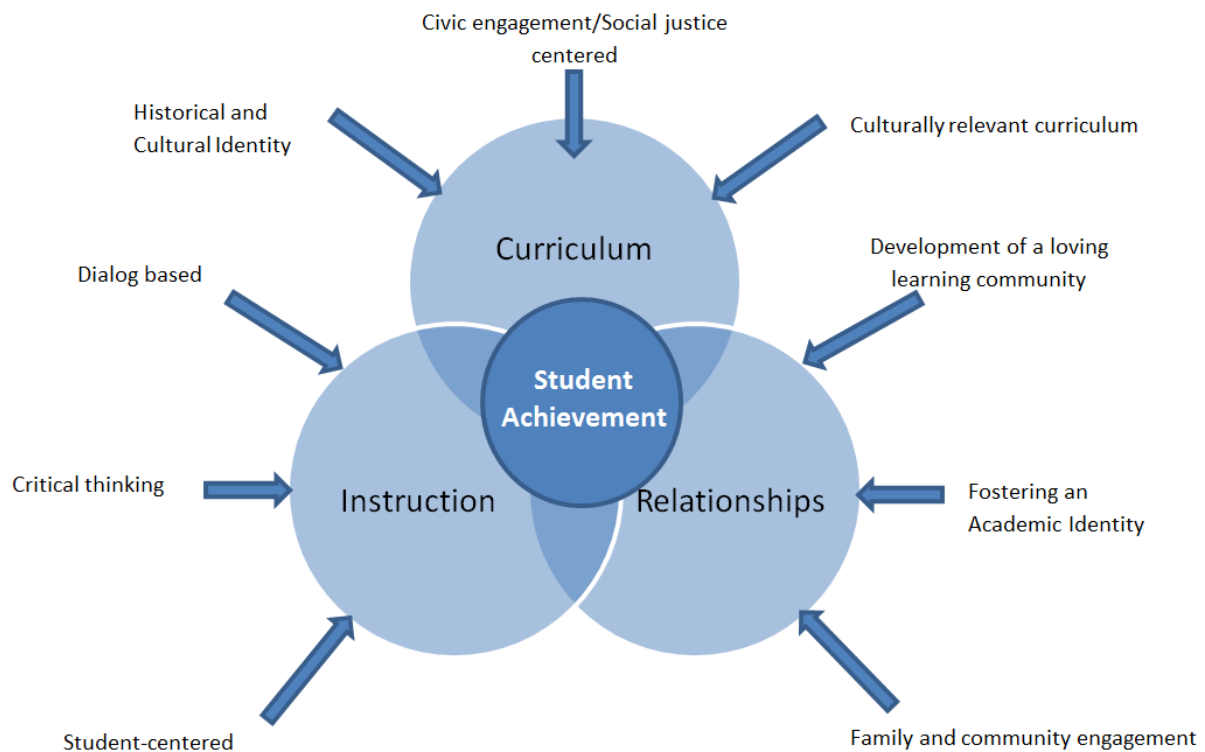 Civic engagement/Social justice
centered
Historical and
Cultural Identity
Culturally relevant curriculum
Curriculum
Development of a loving
learning community
Dialog based
Student
Achievement
Critical thinking
Instruction
Relationships
Fostering an
Academic Identity
Student-centered
Family and community engagement